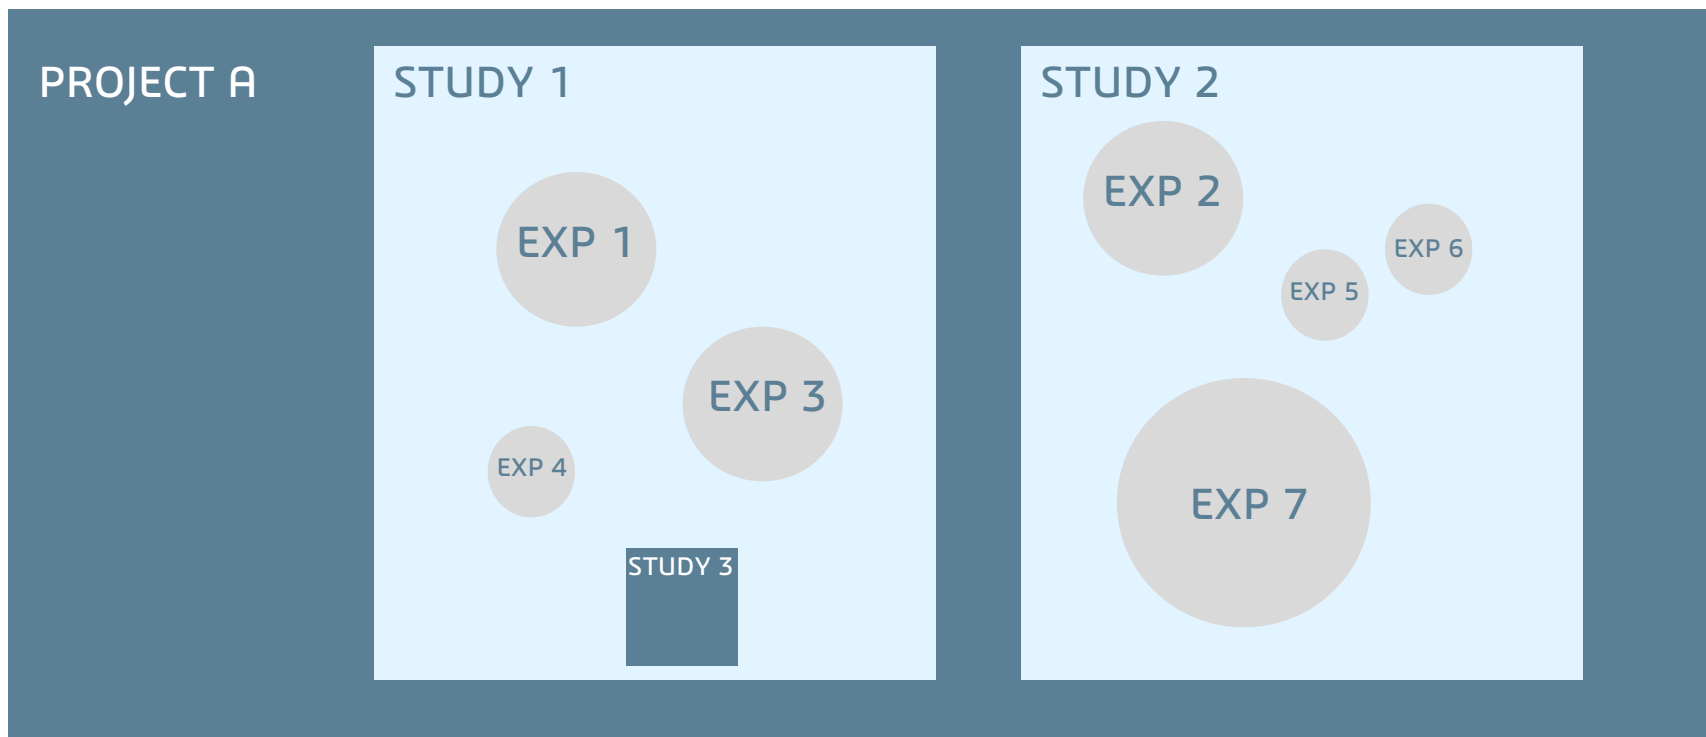 PROJECT A
STUDY 1
EXP 1
EXP 3
EXP 4
STUDY 3
STUDY 2
EXP 2
EXP 6
EXP 5
EXP 7